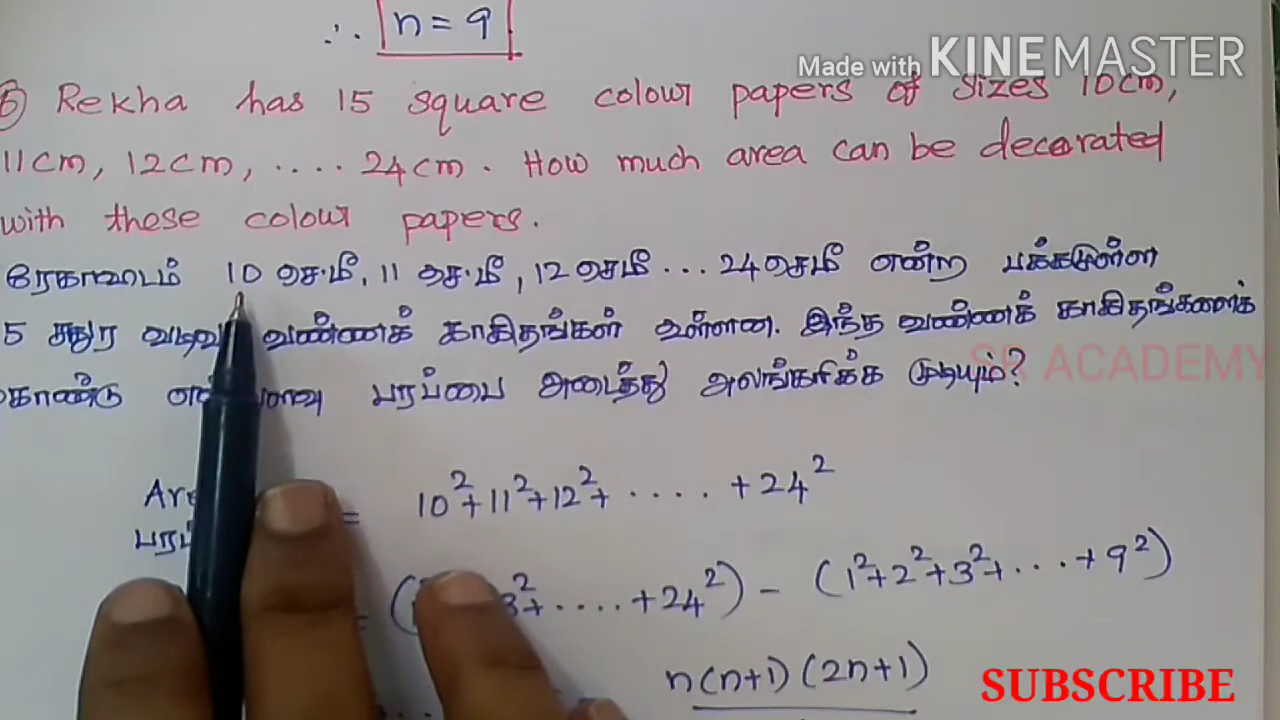 ∴ n = 9
Made with KINEMASTER
6) Rekha has 15 square colour papers of sizes 10cm,
11cm, 12cm, .... 24cm. How much area can be decorated
with these colour papers.
ரேகாவிடம் 10 செ.மீ, 11 செ.மீ, 12 செமீ ... 24 செமீ என்ற பக்கமுள்ள
5 சதுர வண்ணக் காகிதங்கள் உள்ளன. இந்த வண்ணக் காகிதங்களைக்
கொண்டு பரப்பை அடைத்து அலங்கரிக்க முடியும்?
SR ACADEMY
= 10²+11²+12²+ .... +24²
= ( 3²+ .... +24²) - (1²+2²+3²+ ... +9²)
n(n+1)(2n+1)
SUBSCRIBE